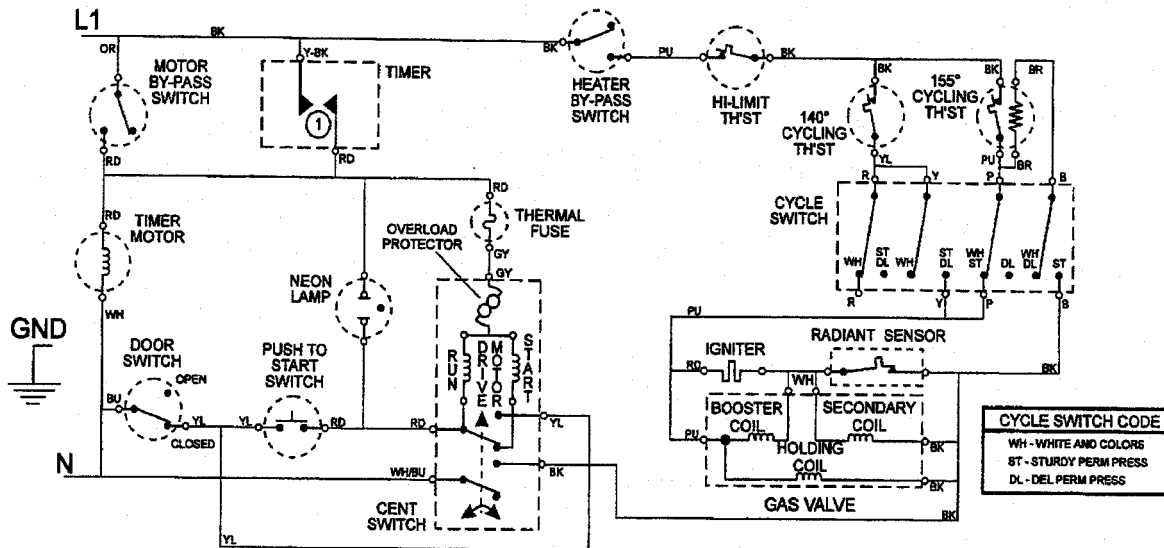 L1
BK
OR
MOTOR
BY-PASS
SWITCH
RD
Y-BK
TIMER
1
RD
BK
HEATER
BY-PASS
SWITCH
PU
HI-LIMIT
TH'ST
BK
BK
140°
CYCLING
TH'ST
YL
BK
155°
CYCLING
TH'ST
PU
BR
BR
R
Y
P
B
CYCLE
SWITCH
WH
ST
DL
WH
ST
DL
WH
ST
DL
WH
DL
ST
R
Y
P
B
RD
TIMER
MOTOR
WH
NEON
LAMP
RD
THERMAL
FUSE
GY
OVERLOAD
PROTECTOR
GY
RUN
DRIVE
MOTOR
START
GND
DOOR
SWITCH
OPEN
BU
YL
CLOSED
PUSH TO
START
SWITCH
YL
RD
RD
YL
BK
N
WH/BU
CENT
SWITCH
YL
PU
RD
IGNITER
WH
RADIANT SENSOR
BK
PU
BOOSTER
COIL
SECONDARY
COIL
HOLDING
COIL
BK
BK
GAS VALVE
BK
CYCLE SWITCH CODE
WH - WHITE AND COLORS
ST - STURDY PERM PRESS
DL - DEL PERM PRESS